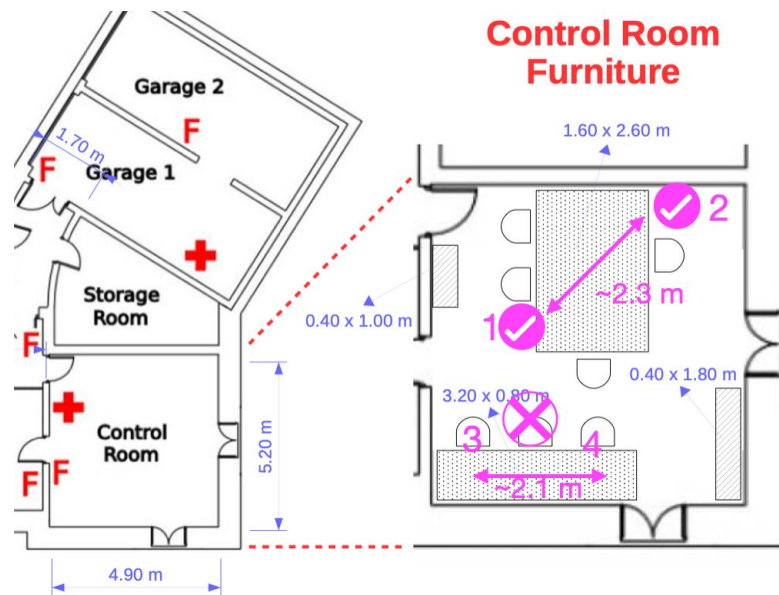 Control Room
Furniture
Garage 2
F
1.70 m
F
Garage 1
1.60 x 2.60 m
2
~2.3 m
Storage
Room
0.40 x 1.00 m
1
F
0.40 x 1.80 m
3.20 x 0.80 m
Control
Room
5.20 m
3
4
F
F
~2.1 m
4.90 m